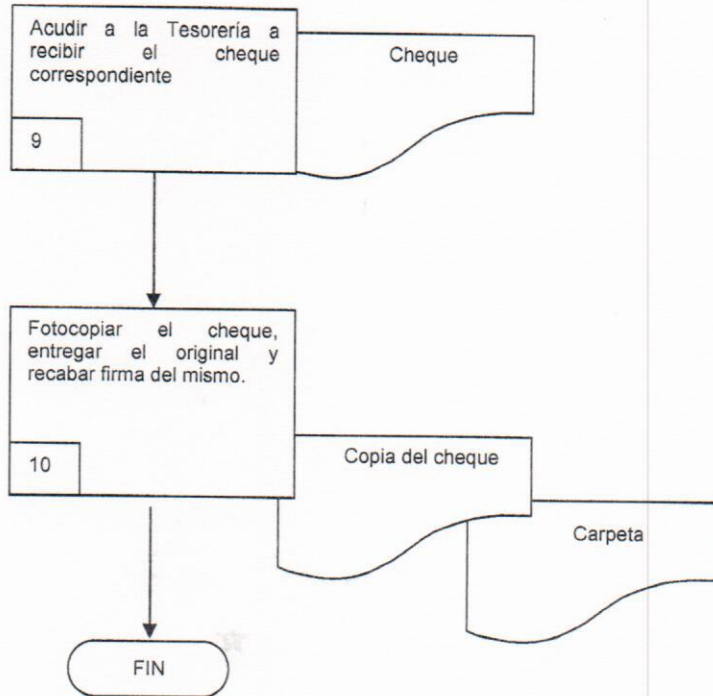 Acudir a la Tesorería a
recibir el cheque
correspondiente
Cheque
9
Fotocopiar el cheque,
entregar el original y
recabar firma del mismo.
10
Copia del cheque
Carpeta
FIN